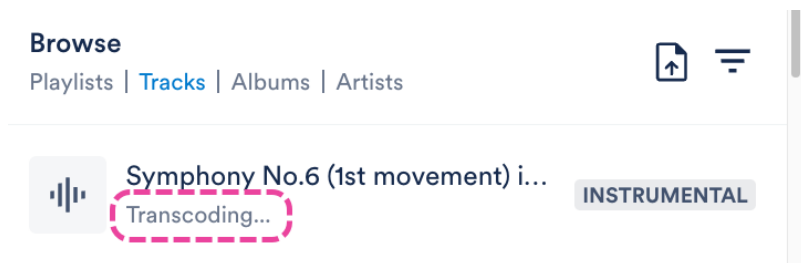 Browse
Playlists | Tracks | Albums | Artists
Symphony No.6 (1st movement) i...
INSTRUMENTAL
Transcoding...